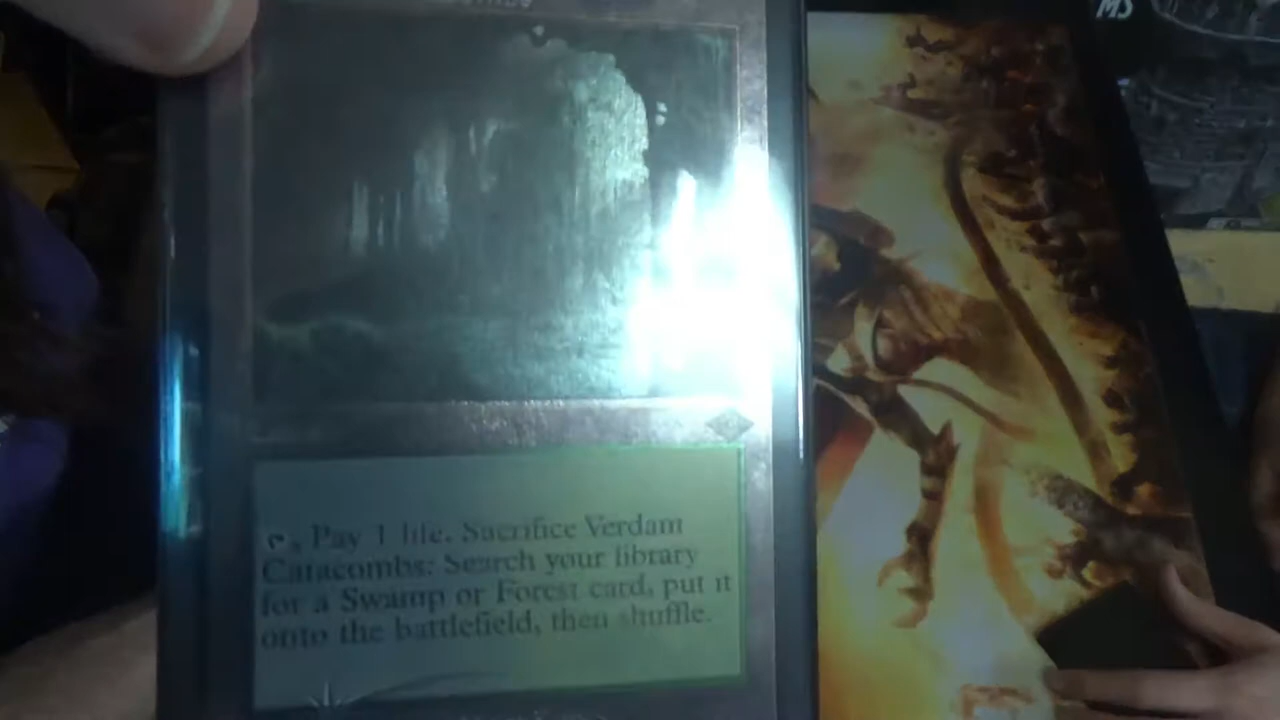 MS
, Pay 1 life, Sacrifice Verdant
Catacombs: Search your library
for a Swamp or Forest card, put it
onto the battlefield, then shuffle.